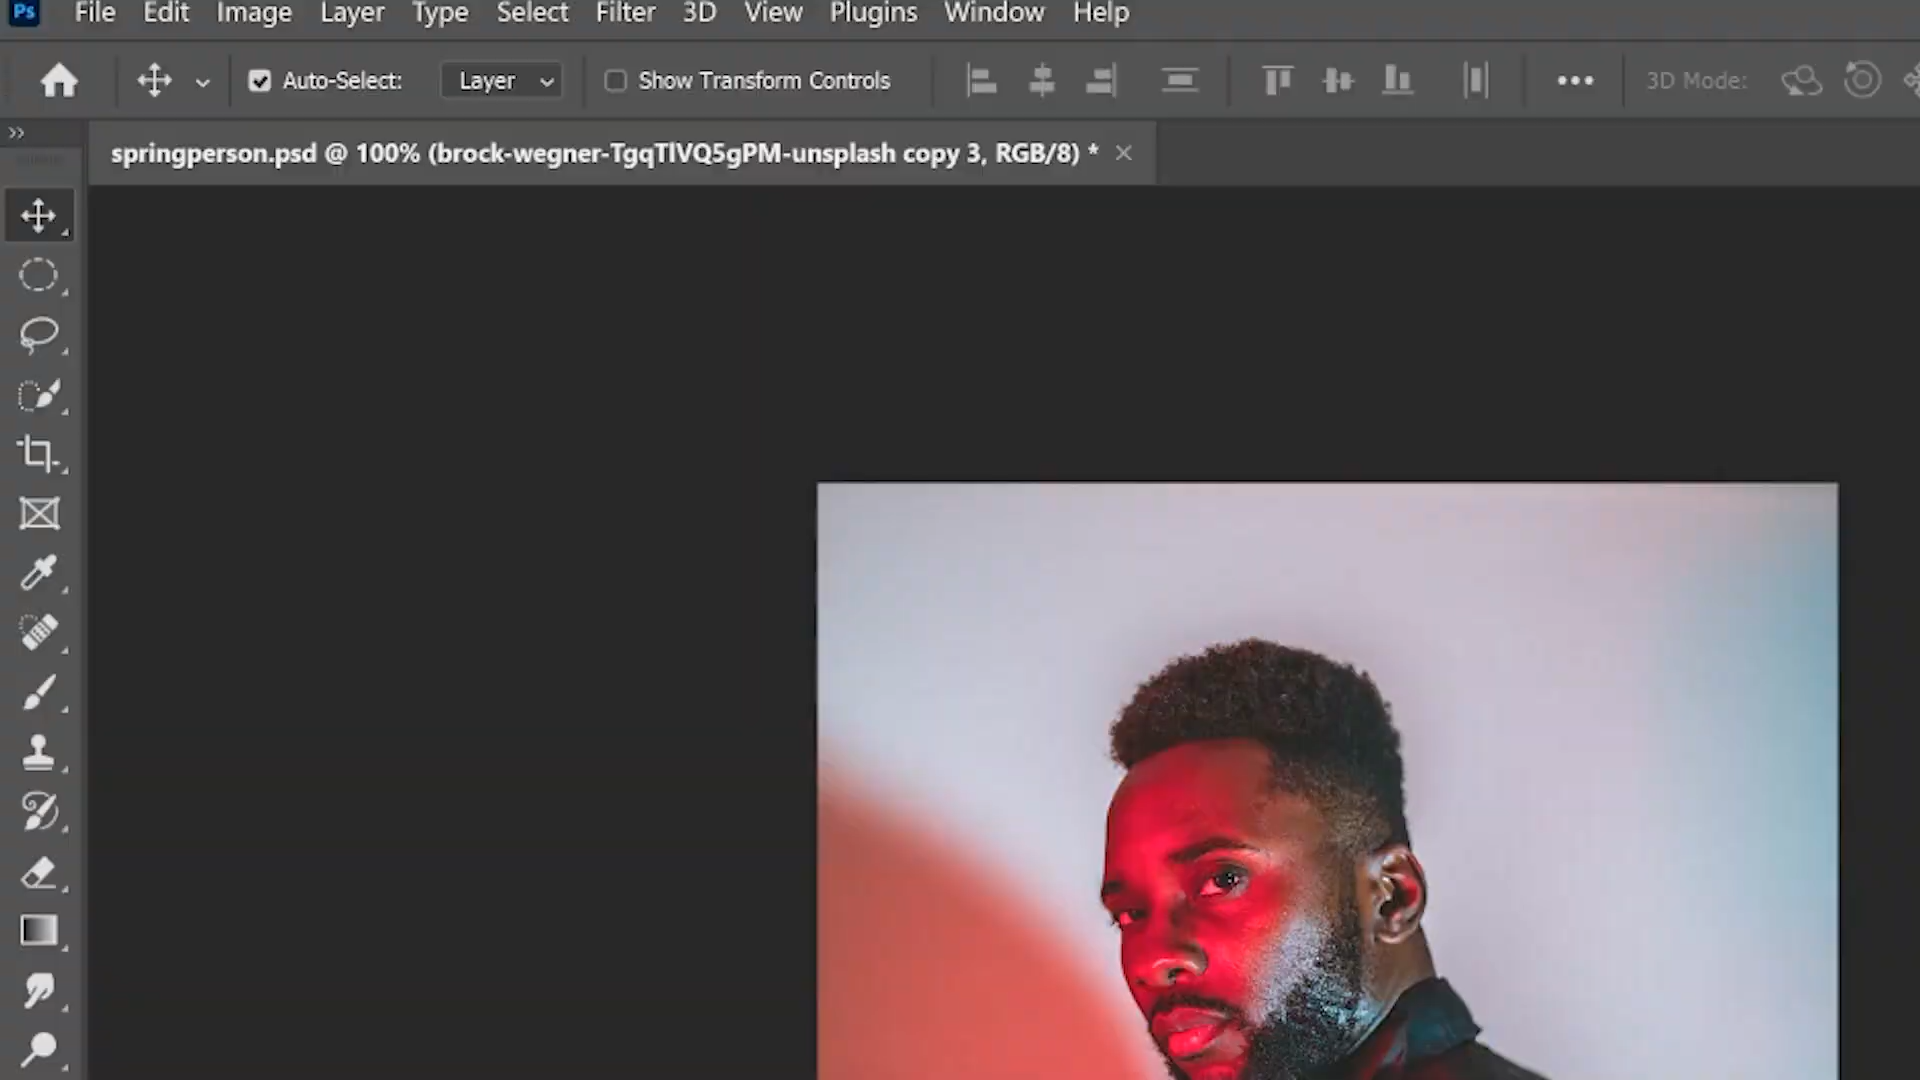 Ps File Edit Image Layer Type Select Filter 3D View Plugins Window Help
Auto-Select: Layer Show Transform Controls 3D Mode:
springperson.psd @ 100% (brock-wegner-TgqTlVQ5gPM-unsplash copy 3, RGB/8) *